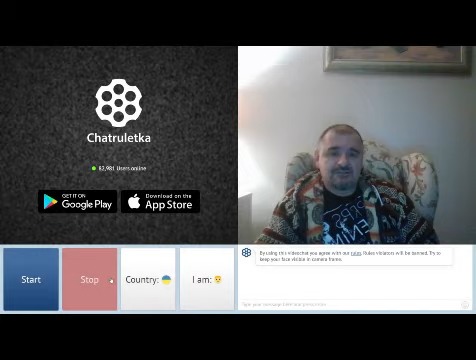 Chatruletka
82,981 Users online
GET IT ON
Google Play
Download on the
App Store
Start
Stop
Country:
I am:
By using this videochat you agree with our rules. Rules violators will be banned. Try to
keep your face visible in camera frame.